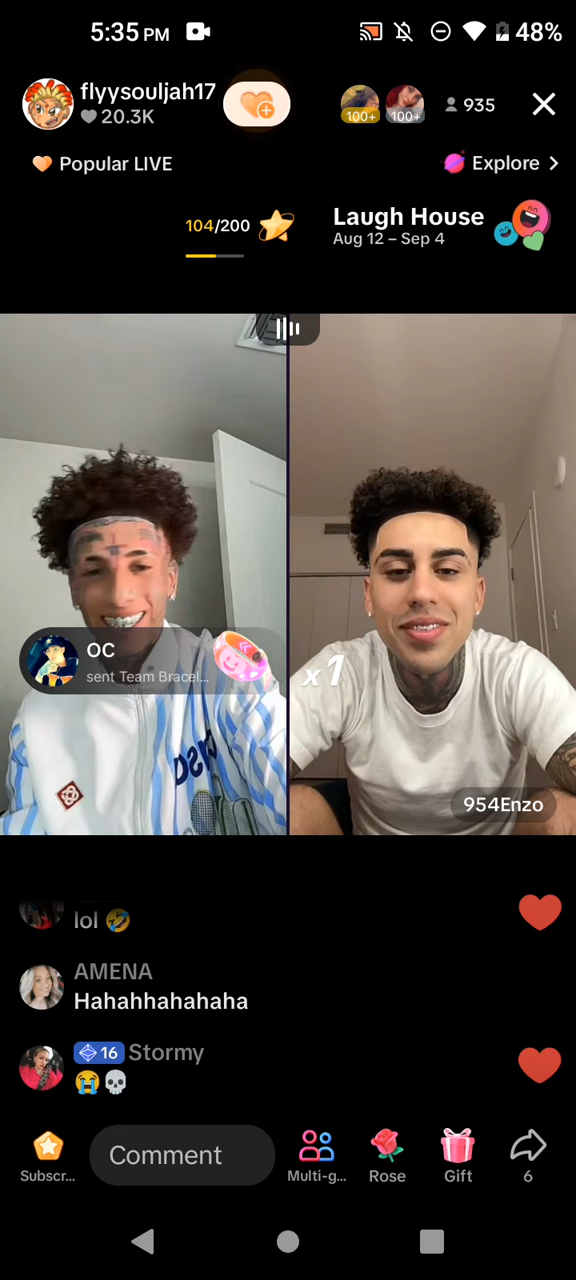 5:35 PM
48%
flyysouljah17
20.3K
100+
100+
935
Popular LIVE
Explore >
104/200
Laugh House
Aug 12 – Sep 4
OC
sent Team Bracel...
x1
954Enzo
lol 🤣
AMENA
Hahahhahahaha
16 Stormy
😭💀
Subscr...
Comment
Multi-g...
Rose
Gift
6